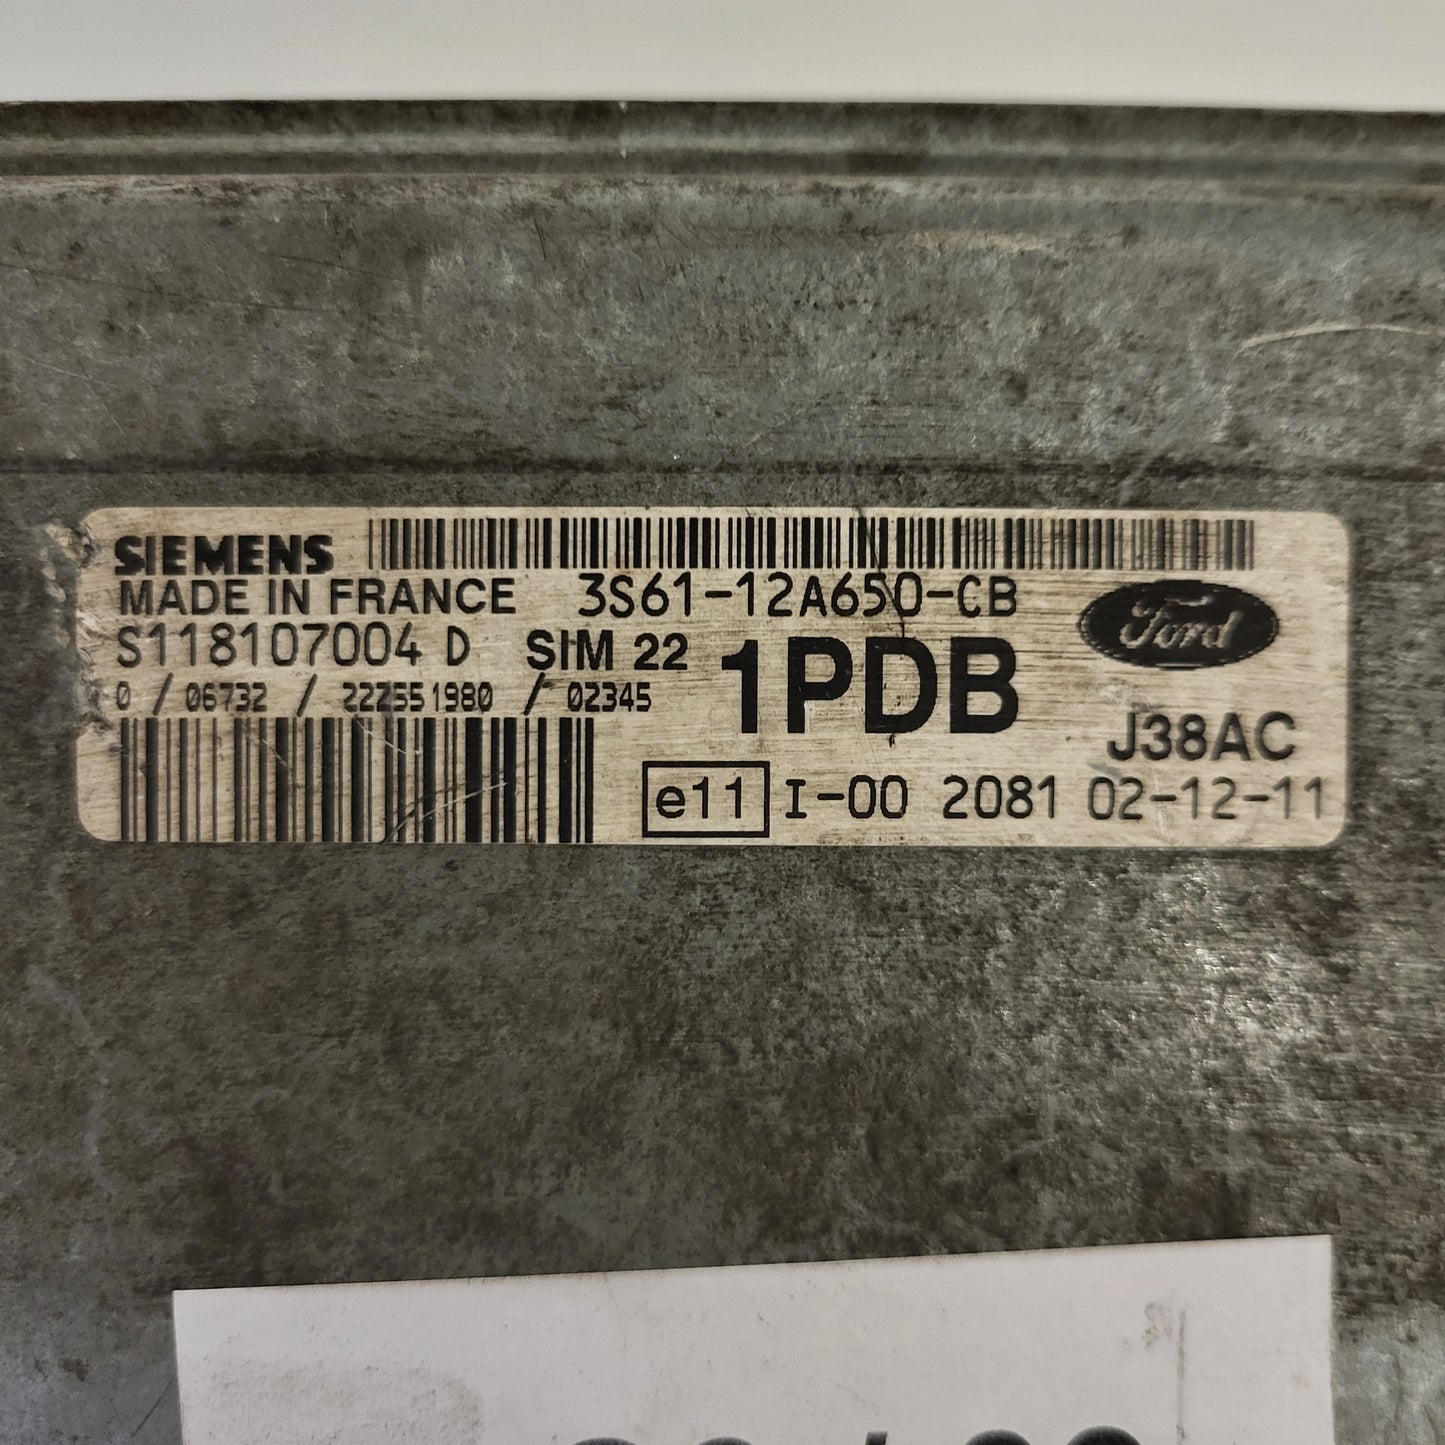 SIEMENS
MADE IN FRANCE 3S61-12A650-CB
Ford
S118107004 D SIM 22 1PDB
0 / 06732 / 222551980 / 02345
J38AC
e11 I-00 2081 02-12-11